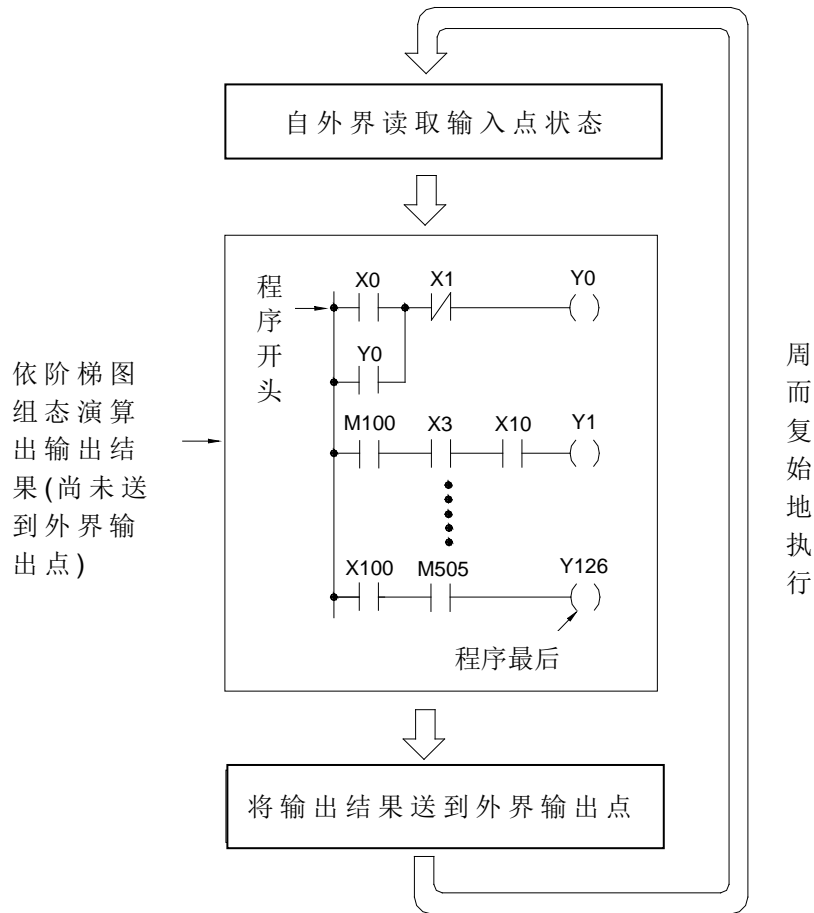 自外界读取输入点状态
程
序
开
头
X0 X1 Y0
Y0
M100 X3 X10 Y1
X100 M505 Y126
程序最后
依阶梯图
组态演算
出输出结
果(尚未送
到外界输
出点)
将输出结果送到外界输出点
周
而
复
始
地
执
行